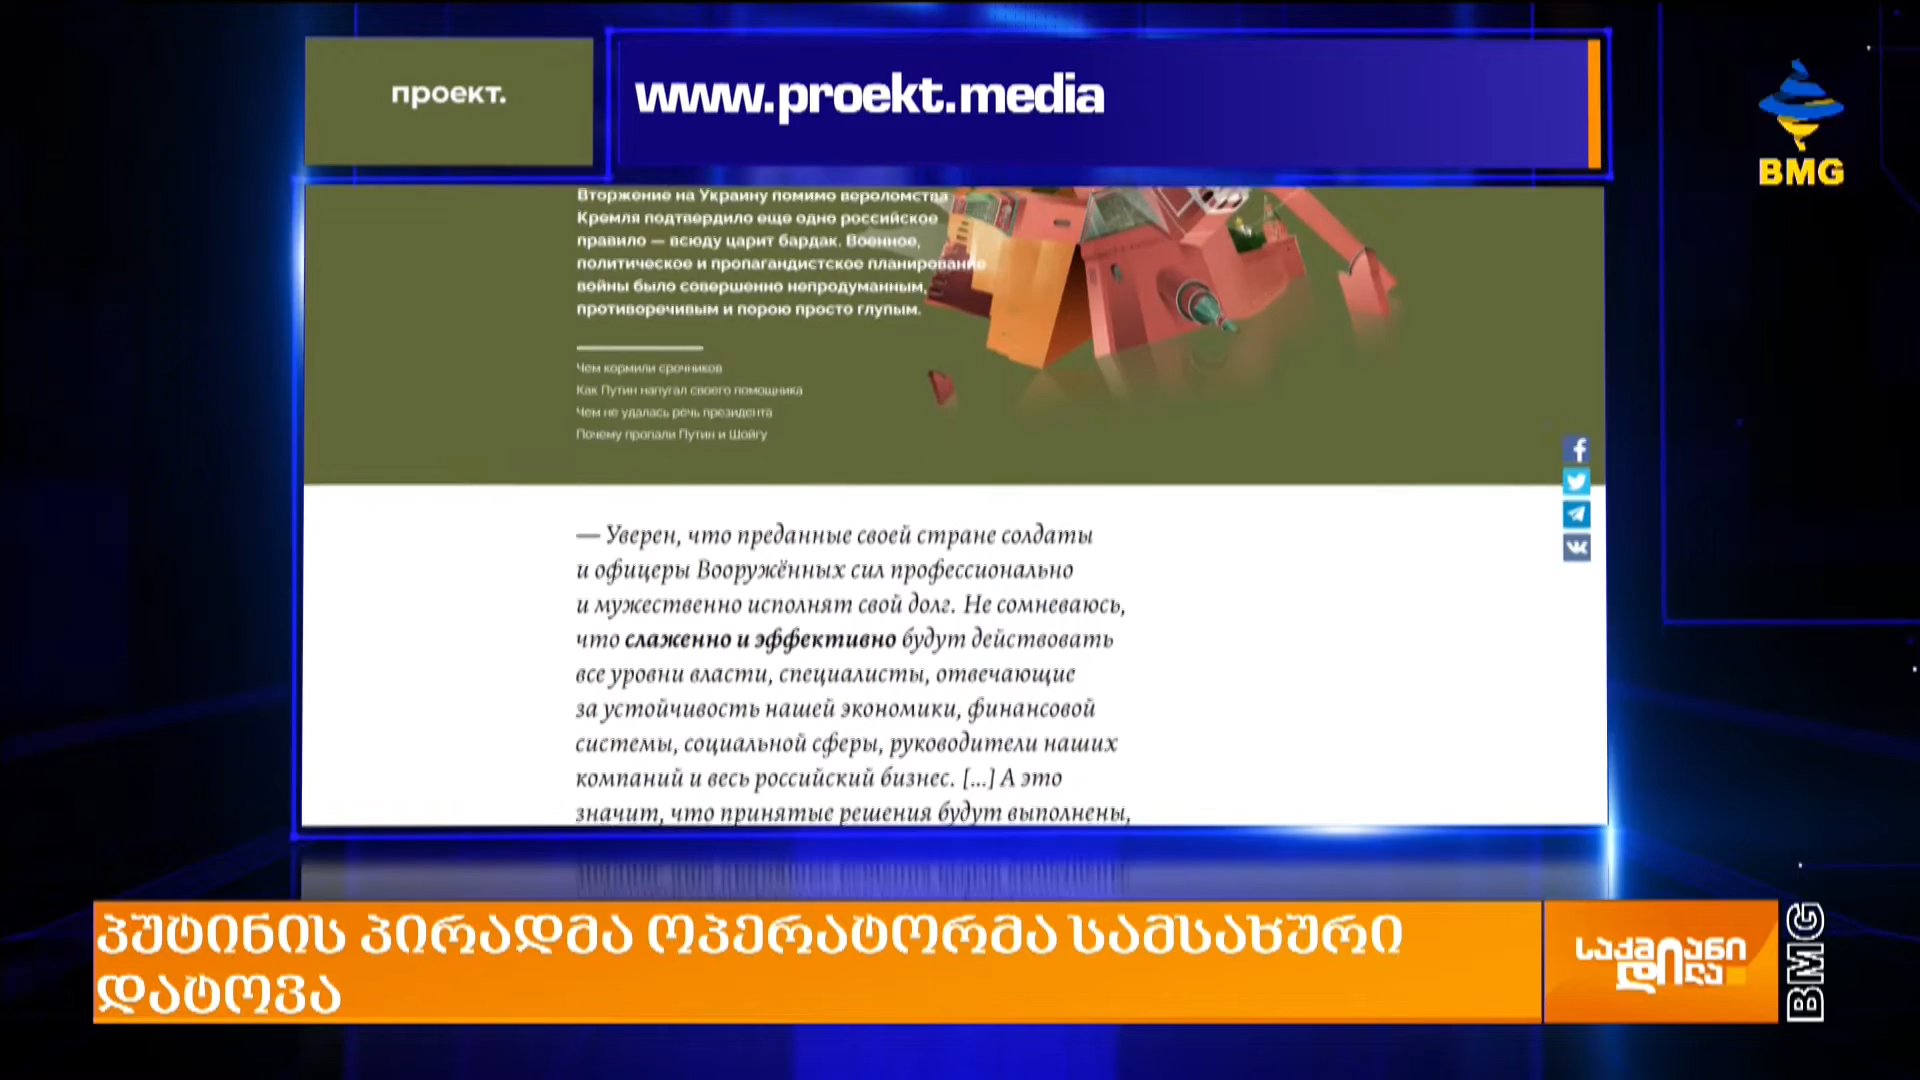 проект.
www.proekt.media
BMG
Вторжение на Украину помимо вероломства
Кремля подтвердило еще одно российское
правило — всюду царит бардак. Военное,
политическое и пропагандистское планирование
войны было совершенно непродуманным,
противоречивым и порою просто глупым.
Чем кормили срочников
Как Путин напугал своего помощника
Чем не удалась речь президента
Почему пропали Путин и Шойгу
— Уверен, что преданные своей стране солдаты
и офицеры Вооружённых сил профессионально
и мужественно исполнят свой долг. Не сомневаюсь,
что слаженно и эффективно будут действовать
все уровни власти, специалисты, отвечающие
за устойчивость нашей экономики, финансовой
системы, социальной сферы, руководители наших
компаний и весь российский бизнес. [...] А это
значит, что принятые решения будут выполнены,
პუტინის პირადმა ოპერატორმა სამსახური
დატოვა
საქმიანი
დილა
BMG